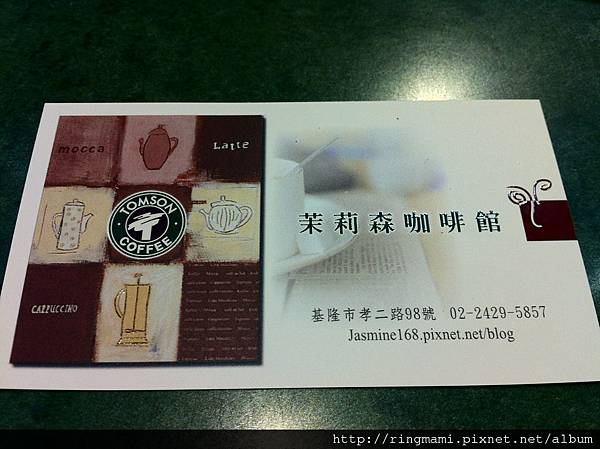 mocca
Latte
TOMSON
COFFEE
CAPPUCCINO
茉莉森咖啡館
基隆市孝二路98號 02-2429-5857
Jasmine168.pixnet.net/blog
http://ringmami.pixnet.net/album